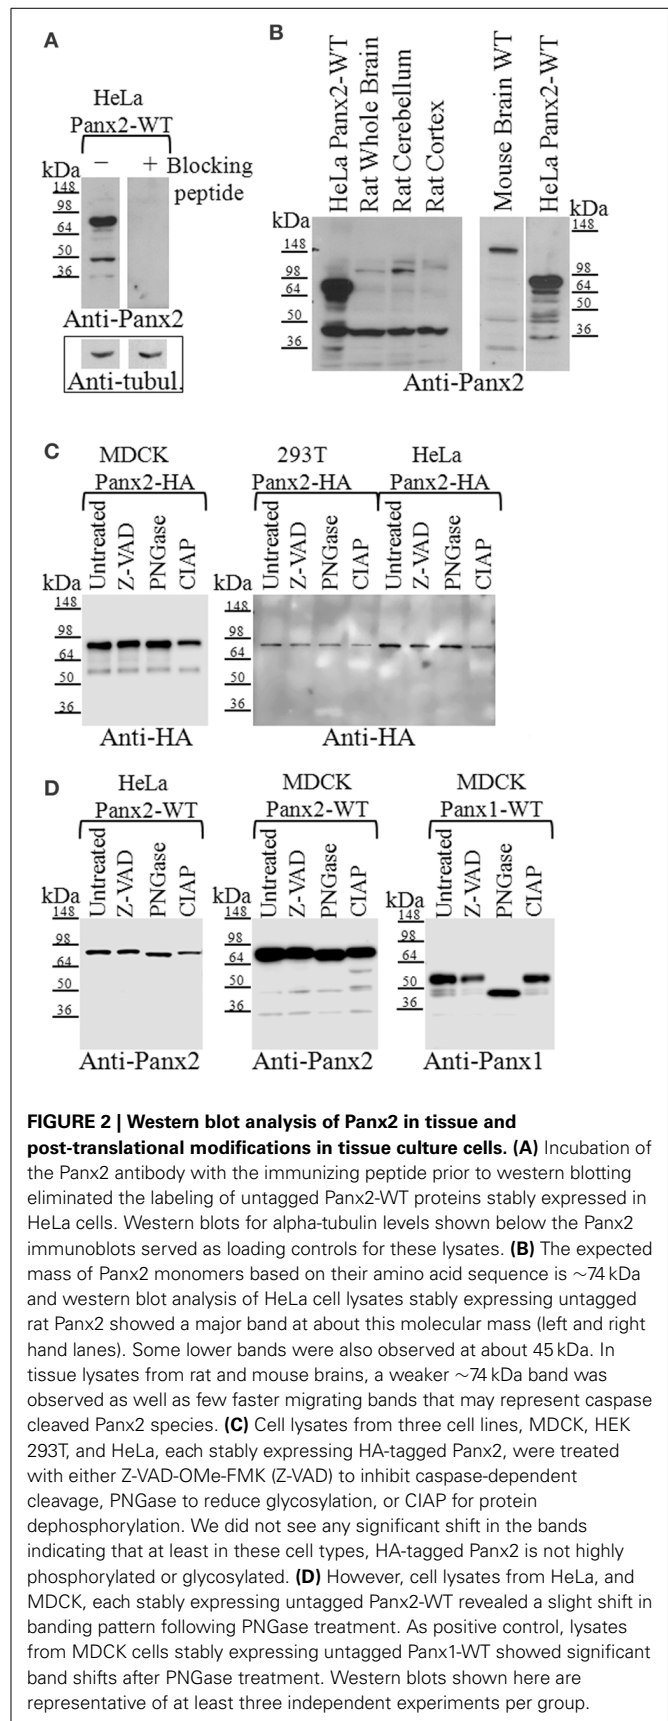 A
HeLa
Panx2-WT
− + Blocking
peptide
kDa
148
98
64
50
36
Anti-Panx2
Anti-tubul.
B
HeLa Panx2-WT
Rat Whole Brain
Rat Cerebellum
Rat Cortex
Mouse Brain WT
HeLa Panx2-WT
kDa
148
98
64
50
36
kDa
148
98
64
50
36
Anti-Panx2
C
MDCK
Panx2-HA
Untreated
Z-VAD
PNGase
CIAP
kDa
148
98
64
50
36
Anti-HA
293T
Panx2-HA
HeLa
Panx2-HA
Untreated
Z-VAD
PNGase
CIAP
Untreated
Z-VAD
PNGase
CIAP
kDa
148
98
64
50
36
Anti-HA
D
HeLa
Panx2-WT
Untreated
Z-VAD
PNGase
CIAP
kDa
148
98
64
50
36
Anti-Panx2
MDCK
Panx2-WT
Untreated
Z-VAD
PNGase
CIAP
kDa
148
98
64
50
36
Anti-Panx2
MDCK
Panx1-WT
Untreated
Z-VAD
PNGase
CIAP
kDa
148
98
64
50
36
Anti-Panx1
FIGURE 2 | Western blot analysis of Panx2 in tissue and
post-translational modifications in tissue culture cells. (A) Incubation of
the Panx2 antibody with the immunizing peptide prior to western blotting
eliminated the labeling of untagged Panx2-WT proteins stably expressed in
HeLa cells. Western blots for alpha-tubulin levels shown below the Panx2
immunoblots served as loading controls for these lysates. (B) The expected
mass of Panx2 monomers based on their amino acid sequence is ∼74 kDa
and western blot analysis of HeLa cell lysates stably expressing untagged
rat Panx2 showed a major band at about this molecular mass (left and right
hand lanes). Some lower bands were also observed at about 45 kDa. In
tissue lysates from rat and mouse brains, a weaker ∼74 kDa band was
observed as well as few faster migrating bands that may represent caspase
cleaved Panx2 species. (C) Cell lysates from three cell lines, MDCK, HEK
293T, and HeLa, each stably expressing HA-tagged Panx2, were treated
with either Z-VAD-OMe-FMK (Z-VAD) to inhibit caspase-dependent
cleavage, PNGase to reduce glycosylation, or CIAP for protein
dephosphorylation. We did not see any significant shift in the bands
indicating that at least in these cell types, HA-tagged Panx2 is not highly
phosphorylated or glycosylated. (D) However, cell lysates from HeLa, and
MDCK, each stably expressing untagged Panx2-WT revealed a slight shift in
banding pattern following PNGase treatment. As positive control, lysates
from MDCK cells stably expressing untagged Panx1-WT showed significant
band shifts after PNGase treatment. Western blots shown here are
representative of at least three independent experiments per group.